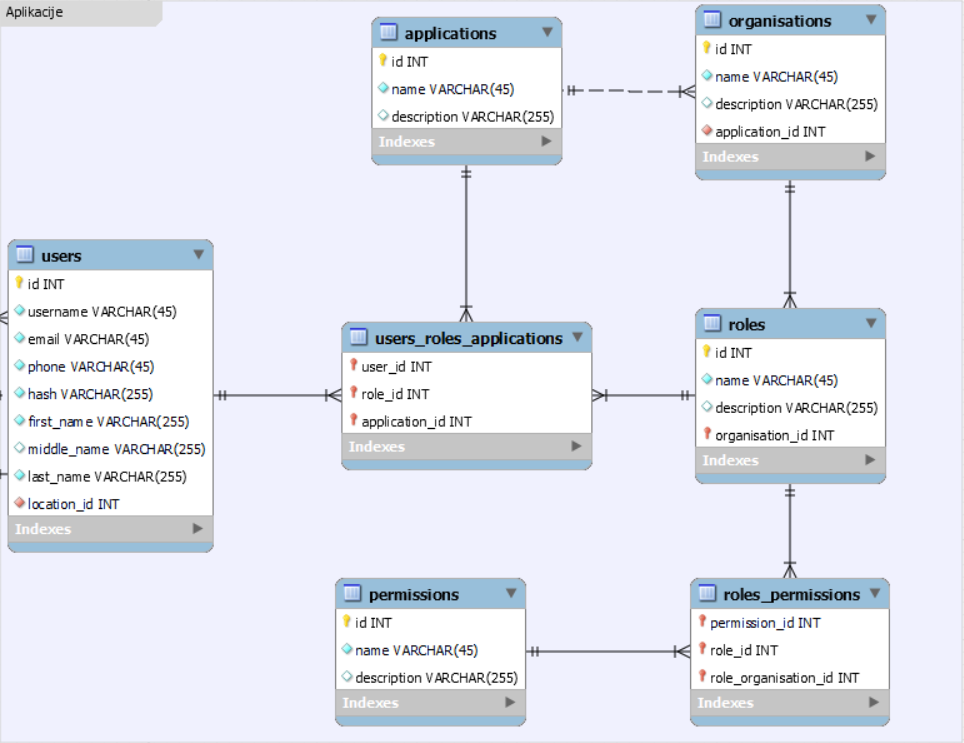 Aplikacije
applications
id INT
name VARCHAR(45)
description VARCHAR(255)
Indexes
organisations
id INT
name VARCHAR(45)
description VARCHAR(255)
application_id INT
Indexes
users
id INT
username VARCHAR(45)
email VARCHAR(45)
phone VARCHAR(45)
hash VARCHAR(255)
first_name VARCHAR(255)
middle_name VARCHAR(255)
last_name VARCHAR(255)
location_id INT
Indexes
users_roles_applications
user_id INT
role_id INT
application_id INT
Indexes
roles
id INT
name VARCHAR(45)
description VARCHAR(255)
organisation_id INT
Indexes
permissions
id INT
name VARCHAR(45)
description VARCHAR(255)
Indexes
roles_permissions
permission_id INT
role_id INT
role_organisation_id INT
Indexes